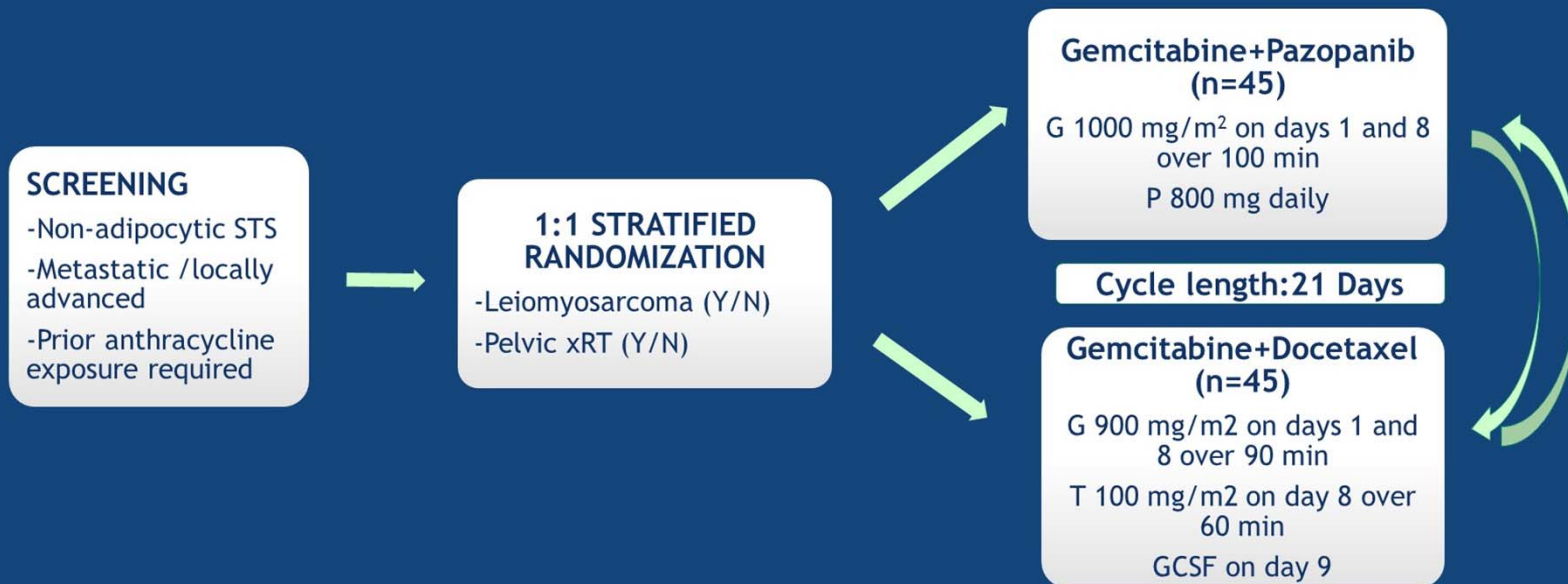 SCREENING
-Non-adipocytic STS
-Metastatic /locally
advanced
-Prior anthracycline
exposure required
1:1 STRATIFIED
RANDOMIZATION
-Leiomyosarcoma (Y/N)
-Pelvic xRT (Y/N)
Gemcitabine+Pazopanib
(n=45)
G 1000 mg/m² on days 1 and 8
over 100 min
P 800 mg daily
Cycle length:21 Days
Gemcitabine+Docetaxel
(n=45)
G 900 mg/m2 on days 1 and
8 over 90 min
T 100 mg/m2 on day 8 over
60 min
GCSF on day 9